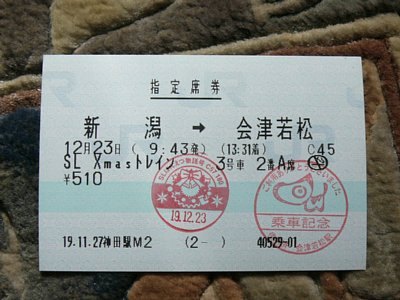 指定席券
新潟 → 会津若松
12月23日 ( 9:43発) (13:31着) C45
SL Xmasトレイン 3号車 2番A席
¥510
19.12.23
乗車記念
19.11.27神田駅M2 (2- ) 40529-01